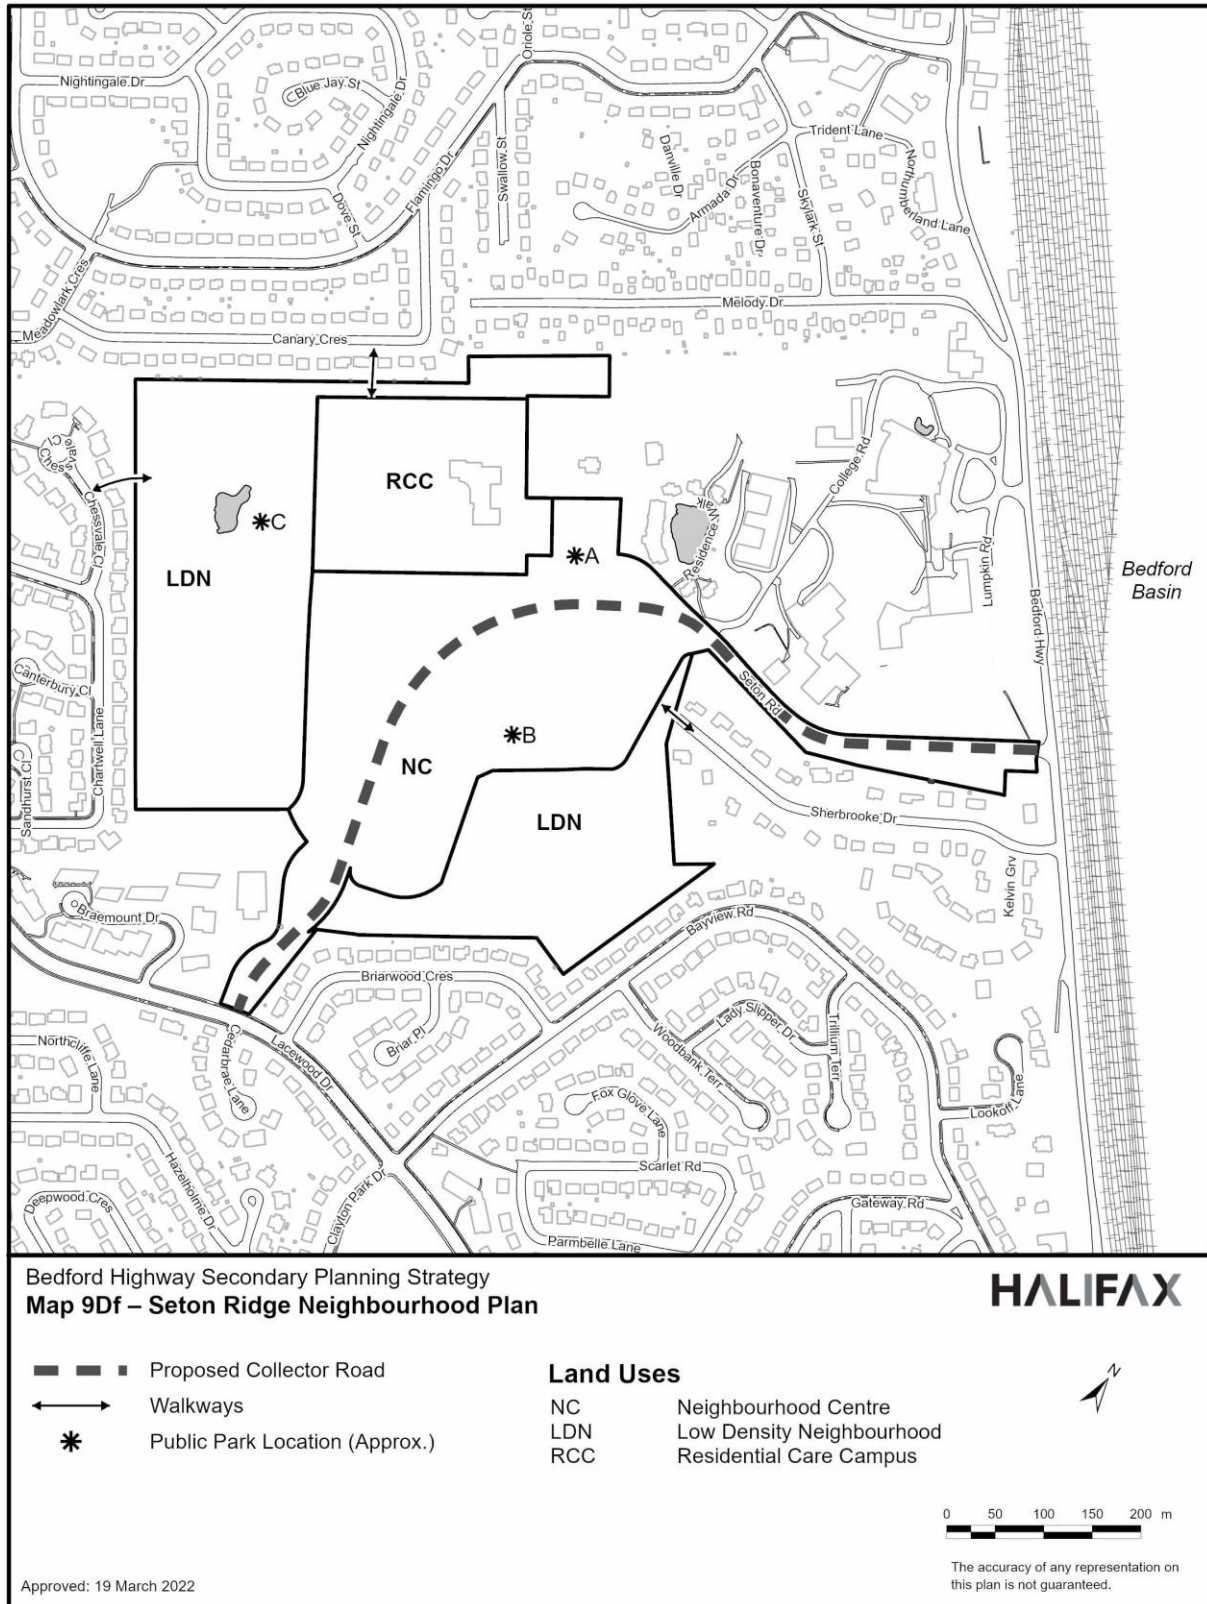 Oriole St
Nightingale Dr
Blue Jay St
Nightingale Dr
Flamingo Dr
Swallow St
Dove St
Danville Dr
Armada Dr
Bonaventure Dr
Skylark St
Trident Lane
Northumberland Lane
Meadowlark Cres
Canary Cres
Melody Dr
Chessvale Cl
Chessvale Cl
RCC
C
LDN
A
Residence Walk
College Rd
Lumpkin Rd
Bedford Hwy
Bedford
Basin
Canterbury Cl
Chartwell Lane
Sandhurst Cl
Seton Rd
B
NC
LDN
Sherbrooke Dr
Kelvin Grv
Braemount Dr
Bayview Rd
Briarwood Cres
Briar Pl
Lacewood Dr
Cedarbrae Lane
Northcliffe Lane
Woodbank Terr
Lady Slipper Dr
Trillium Terr
Fox Glove Lane
Lookoff Lane
Scarlet Rd
Hazelholme Dr
Deepwood Cres
Clayton Park Dr
Parmbelle Lane
Gateway Rd
Bedford Highway Secondary Planning Strategy
Map 9Df – Seton Ridge Neighbourhood Plan
HALIFAX
Proposed Collector Road
Walkways
Public Park Location (Approx.)
Land Uses
NC Neighbourhood Centre
LDN Low Density Neighbourhood
RCC Residential Care Campus
N
0 50 100 150 200 m
The accuracy of any representation on
this plan is not guaranteed.
Approved: 19 March 2022